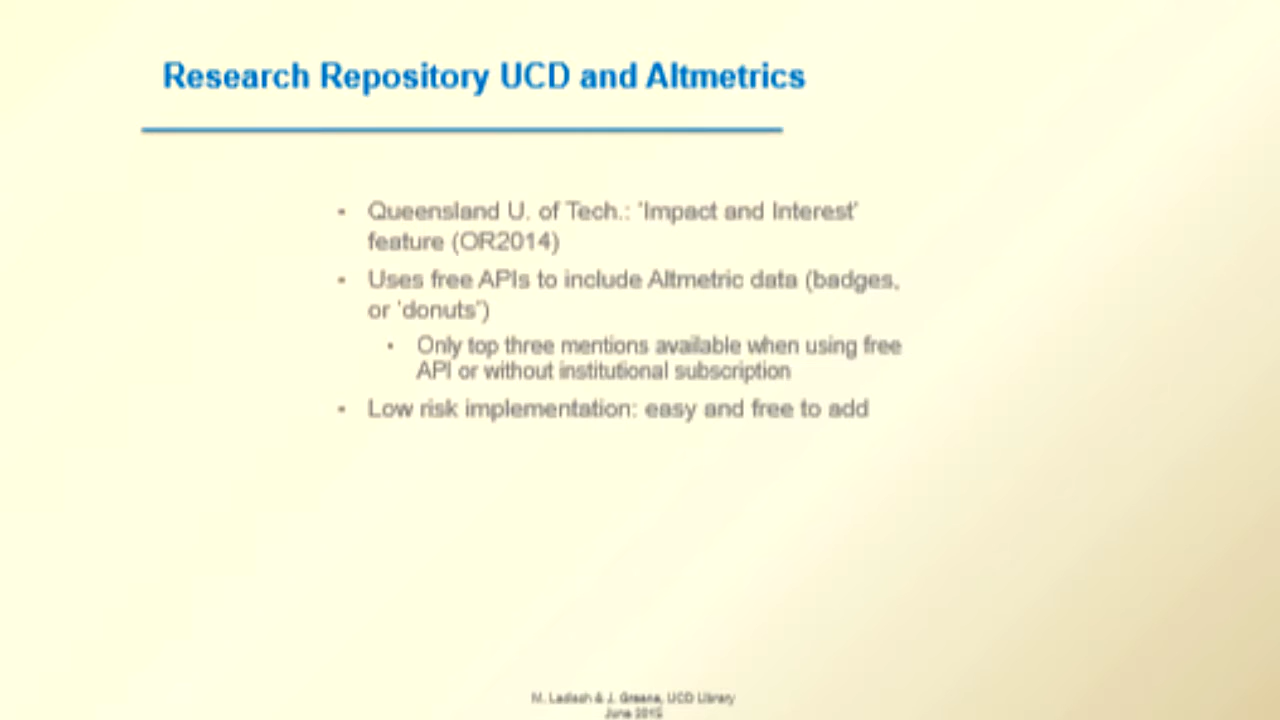 Research Repository UCD and Altmetrics
• Queensland U. of Tech.: 'Impact and Interest'
feature (OR2014)
• Uses free APIs to include Altmetric data (badges,
or 'donuts')
• Only top three mentions available when using free
API or without institutional subscription
• Low risk implementation: easy and free to add
M. Ladisch & J. Greene, UCD Library
June 2015